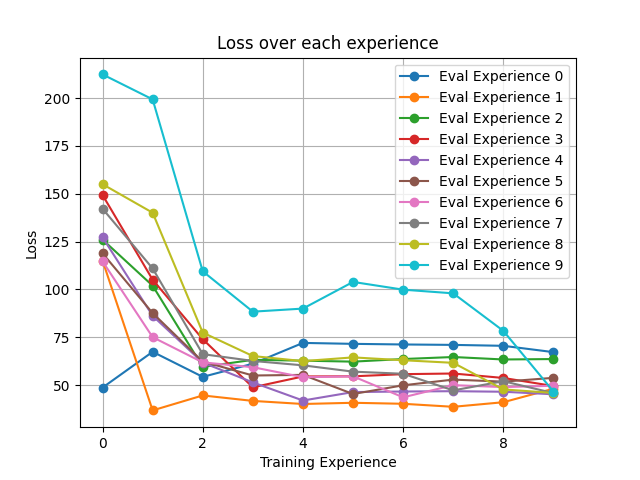 Loss over each experience
Loss
200
175
150
125
100
75
50
0
2
4
6
8
Training Experience
Eval Experience 0
Eval Experience 1
Eval Experience 2
Eval Experience 3
Eval Experience 4
Eval Experience 5
Eval Experience 6
Eval Experience 7
Eval Experience 8
Eval Experience 9